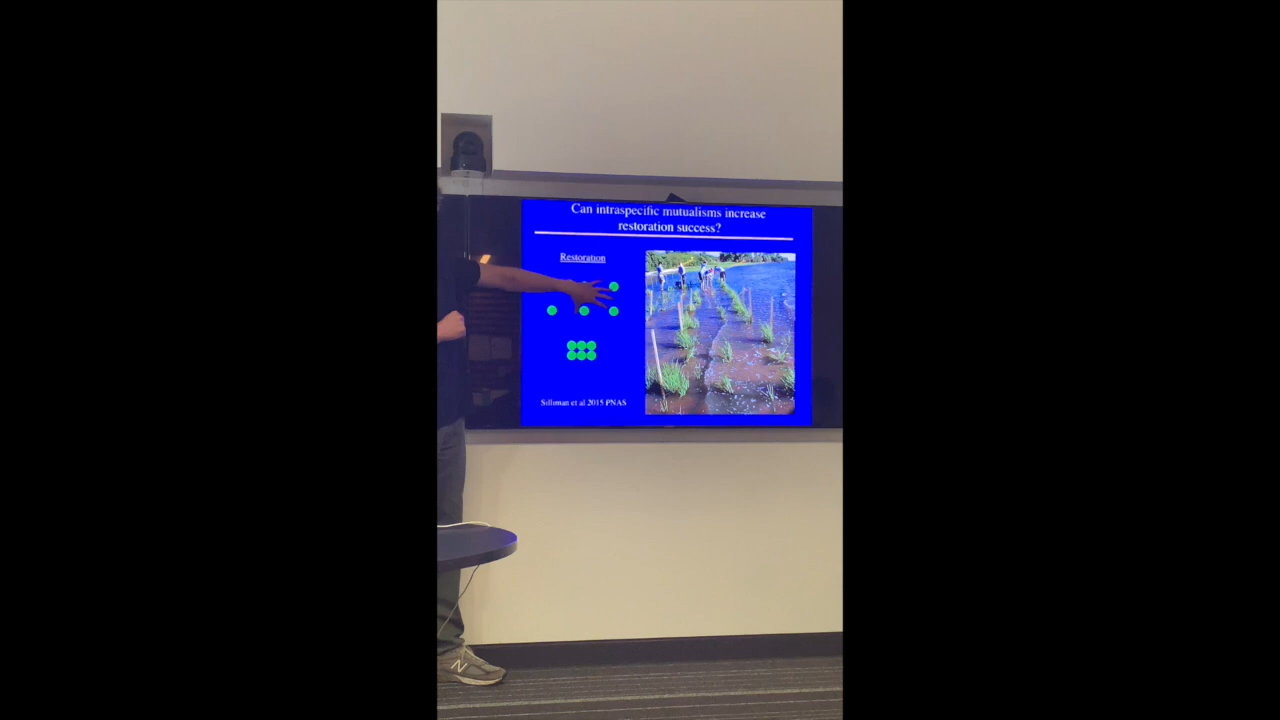 Can intraspecific mutualisms increase
restoration success?
Restoration
Silliman et al 2015 PNAS
N